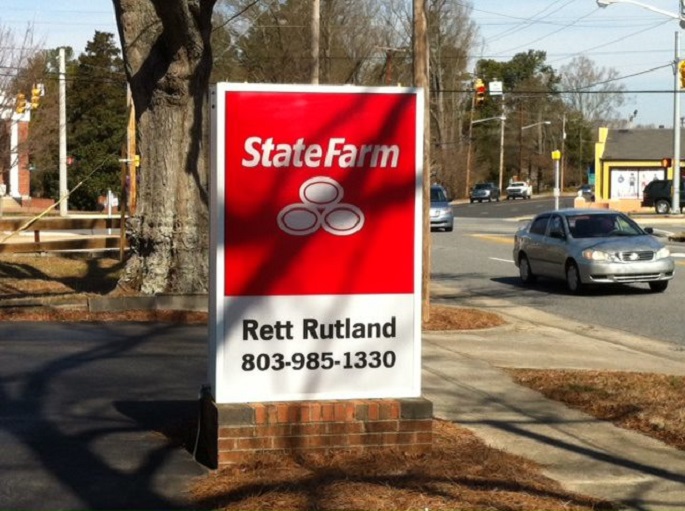 State Farm
Rett Rutland
803-985-1330